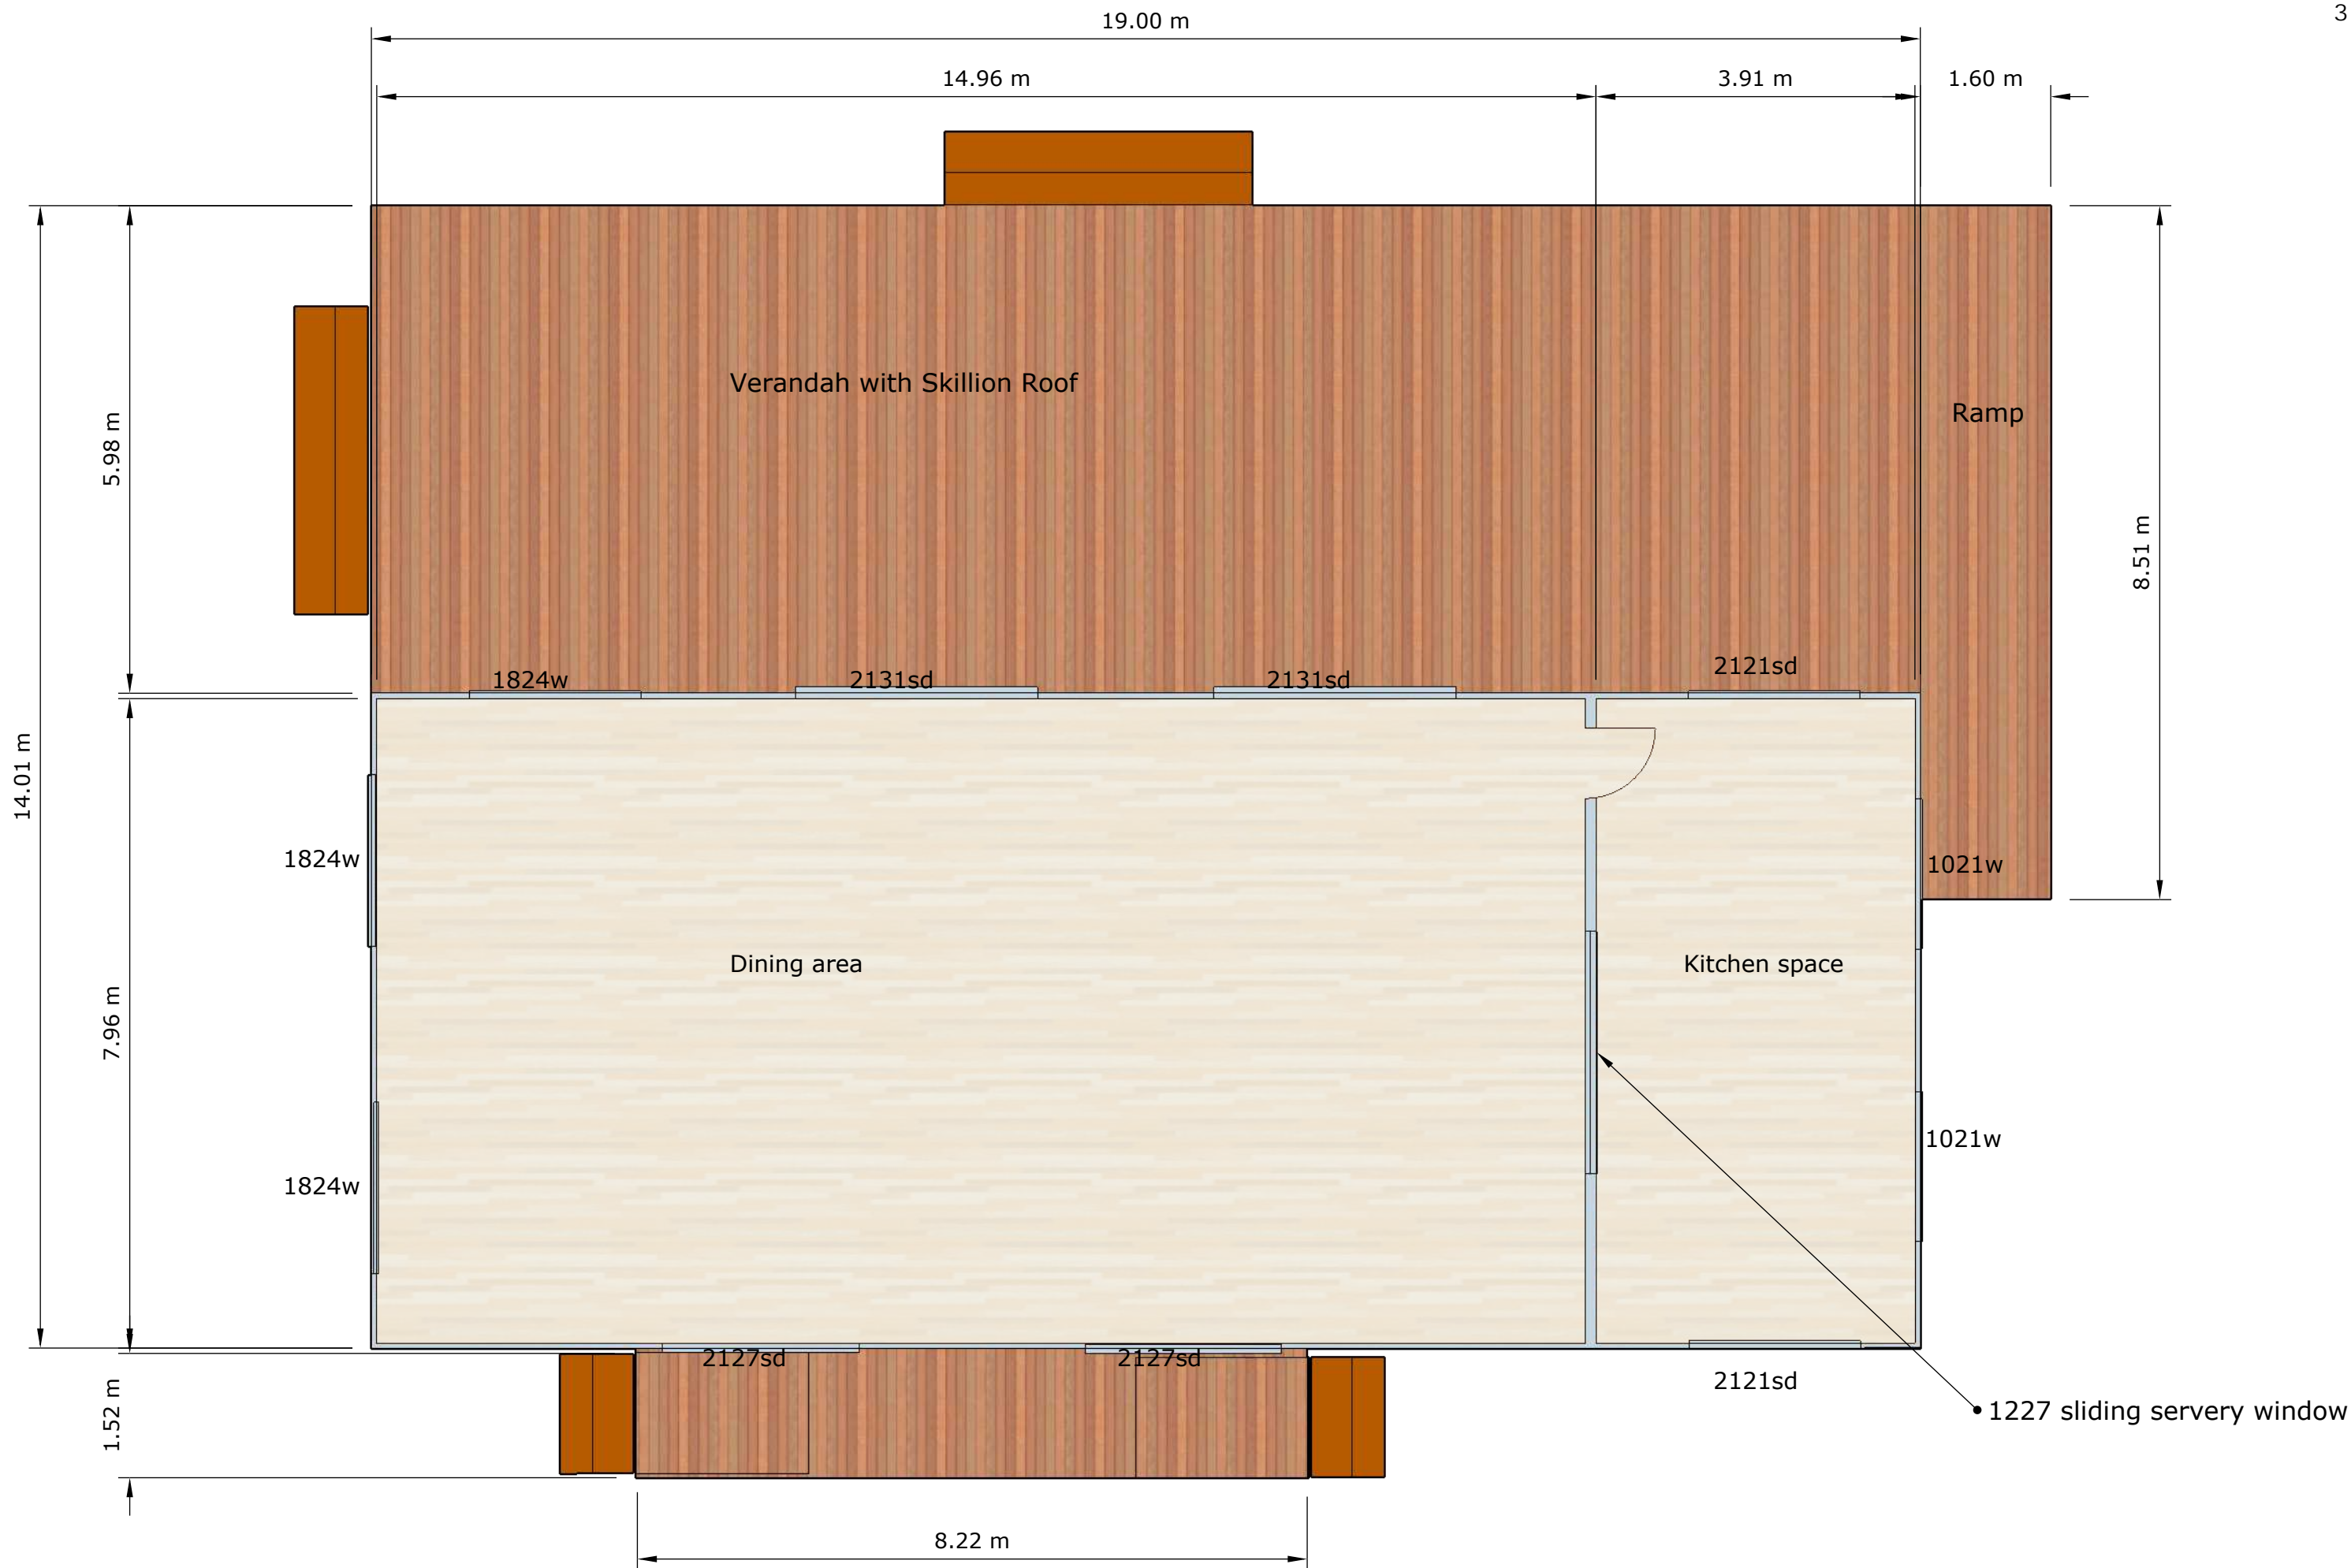 3
19.00 m
14.96 m
3.91 m
1.60 m
Verandah with Skillion Roof
Ramp
5.98 m
8.51 m
1824w
2131sd
2131sd
2121sd
14.01 m
1824w
1021w
Dining area
Kitchen space
7.96 m
1021w
1824w
2127sd
2127sd
2121sd
1.52 m
1227 sliding servery window
8.22 m